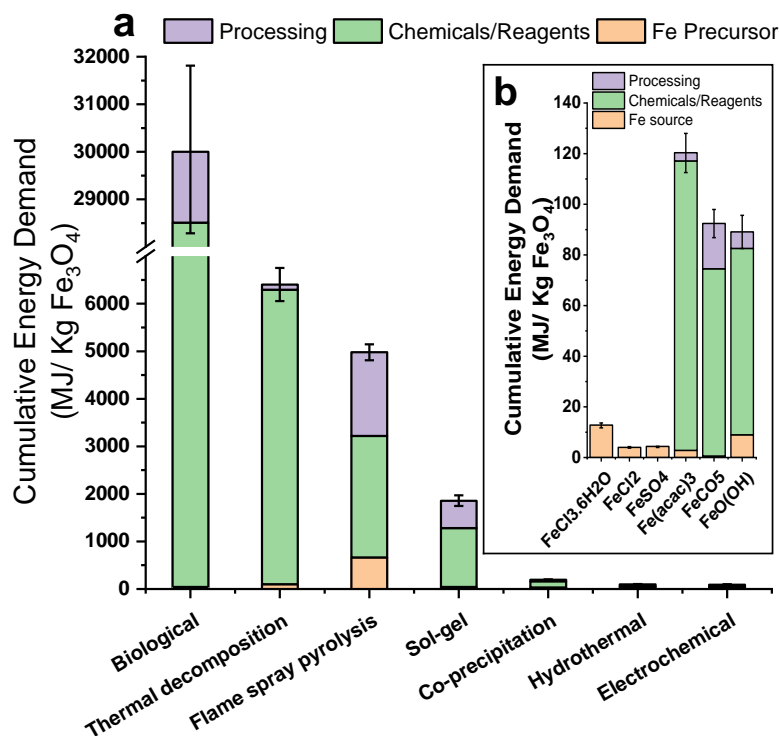 a
Processing Chemicals/Reagents Fe Precursor
Cumulative Energy Demand
(MJ/ Kg Fe₃O₄)
32000
31000
30000
29000
6000
5000
4000
3000
2000
1000
0
Biological
Thermal decomposition
Flame spray pyrolysis
Sol-gel
Co-precipitation
Hydrothermal
Electrochemical
b
Processing
Chemicals/Reagents
Fe source
Cumulative Energy Demand
(MJ/ Kg Fe₃O₄)
140
120
100
80
60
40
20
0
FeCl3.6H2O
FeCl2
FeSO4
Fe(acac)3
FeCO5
FeO(OH)